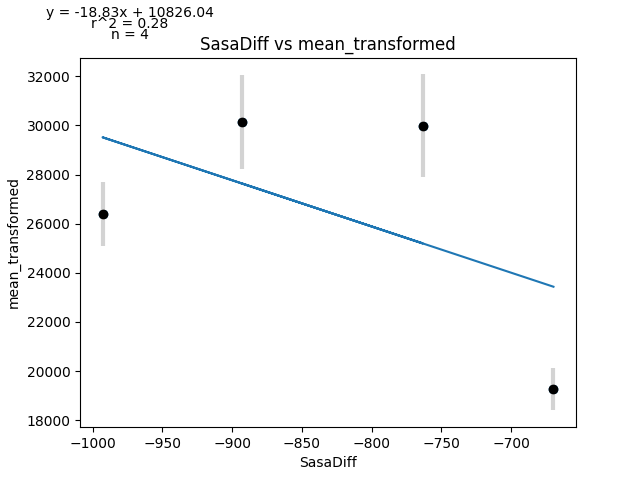 y = -18.83x + 10826.04
r^2 = 0.28
n = 4
SasaDiff vs mean_transformed
32000
30000
28000
26000
24000
22000
20000
18000
mean_transformed
−1000 −950 −900 −850 −800 −750 −700
SasaDiff